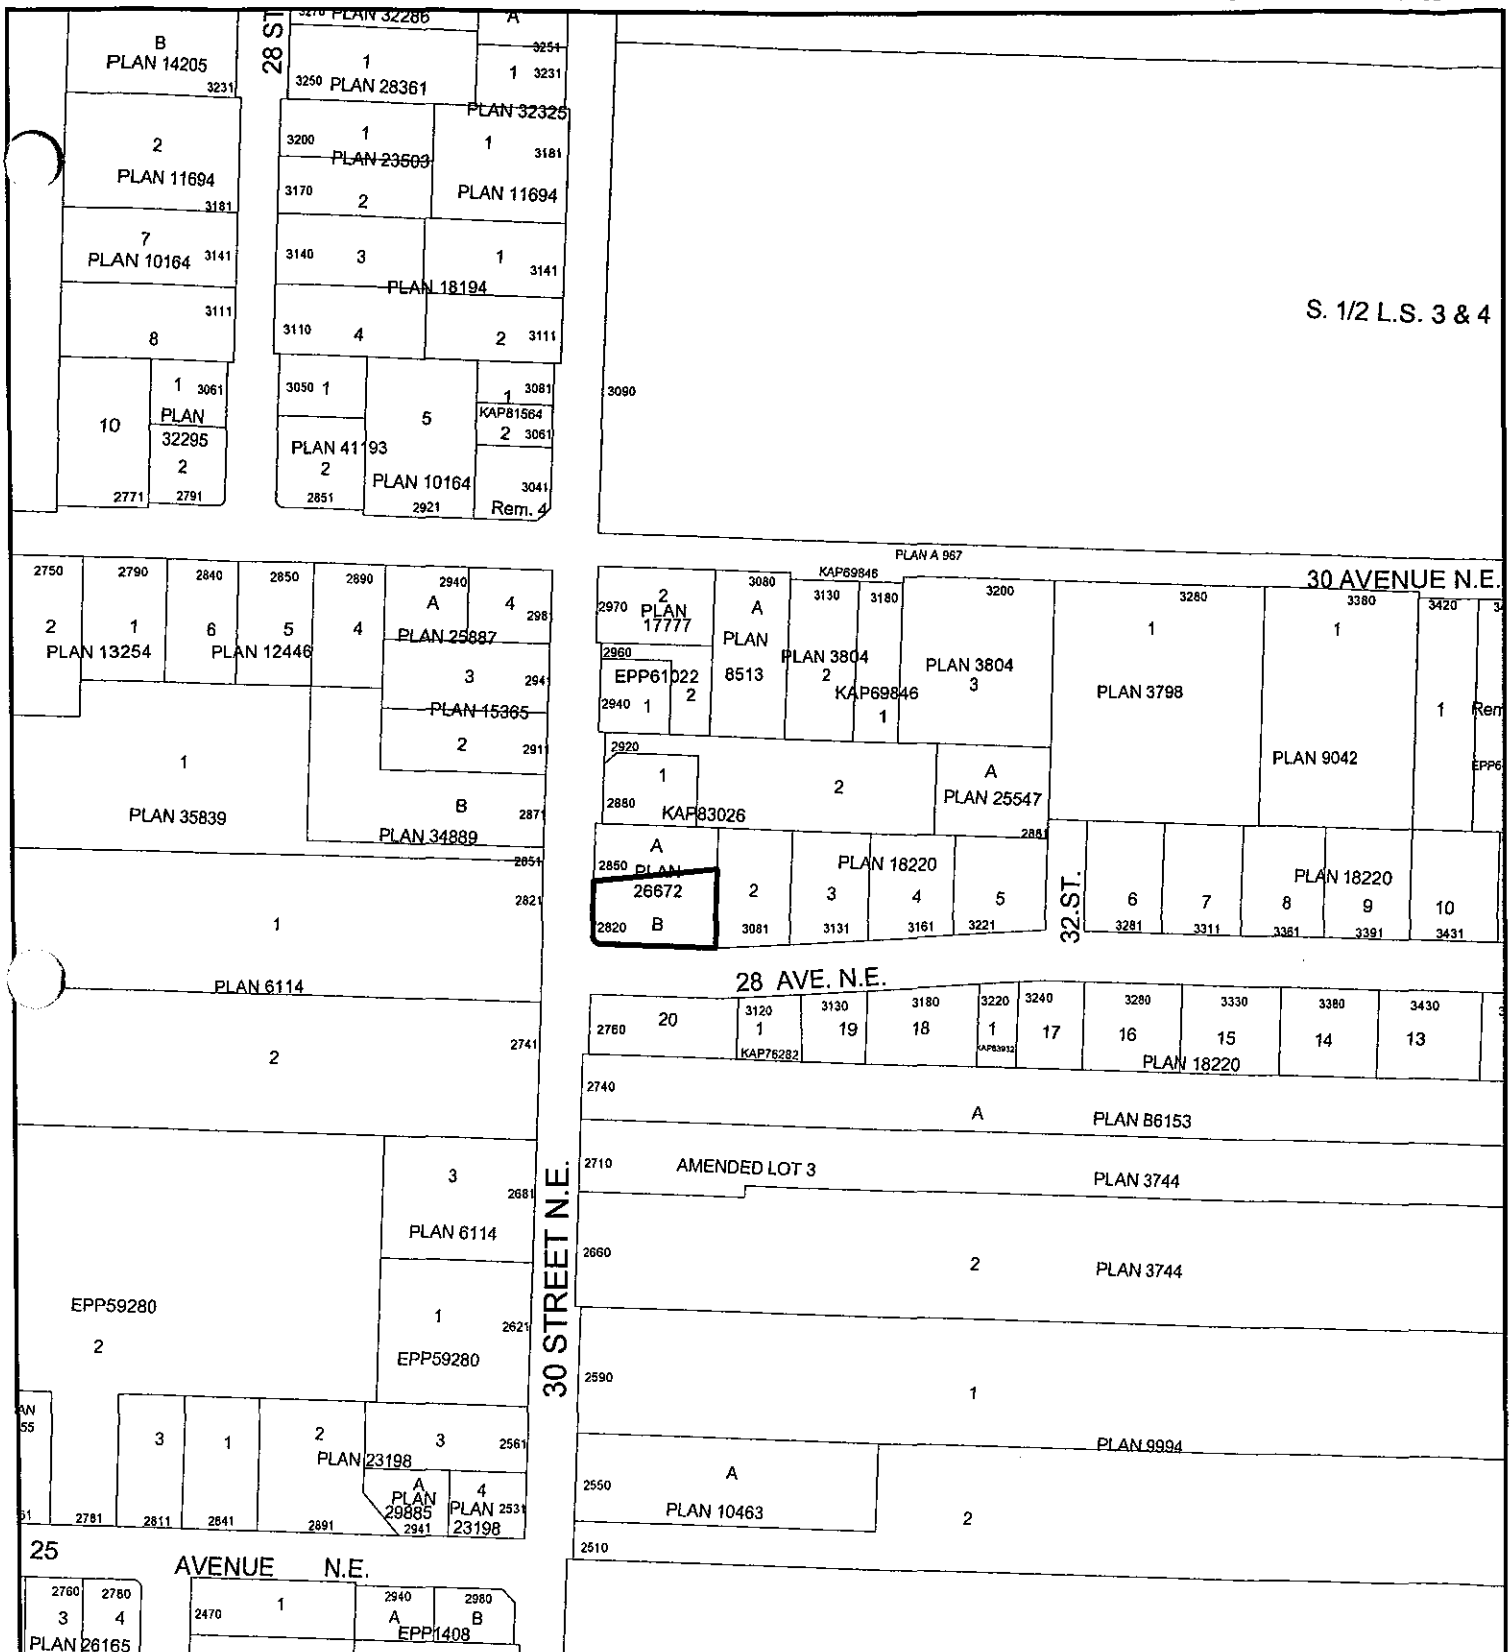 3270 PLAN 32286
A
28 ST
B
PLAN 14205
3231
1
3250 PLAN 28361
3251
1 3231
PLAN 32325
2
PLAN 11694
3181
3200 1
PLAN 23503
3170 2
1 3181
PLAN 11694
7
PLAN 10164 3141
3140 3
1 3141
PLAN 18194
S. 1/2 L.S. 3 & 4
3111
8
3110 4
2 3111
1 3061
PLAN
32295
2
10
2771 2791
3050 1
PLAN 41193
2
2851
5
PLAN 10164
2921
1 3081
KAP81564
2 3061
3041
Rem. 4
3090
PLAN A 967
30 AVENUE N.E.
2750 2790 2840 2850 2890 2940
2 1 6 5 4 A 4 298
PLAN 13254 PLAN 12446 PLAN 25887
3 294
PLAN 15365
2 2911
1
PLAN 35839
B 2871
PLAN 34889
2851
2970 2
PLAN
17777
2960
EPP61022
2940 1 2
3080
A
PLAN
8513
KAP69846
3130 3180
PLAN 3804
2
KAP69846
1
3200
PLAN 3804
3
3280
1
PLAN 3798
3380
1
PLAN 9042
3420
1
Rem
EPP6
2920
1
2880 KAP83026
2
A
PLAN 25547
2881
2850 A
PLAN
26672
2820 B
2 3 4 5
PLAN 18220
3081 3131 3161 3221
32.ST.
PLAN 18220
6 7 8 9 10
3281 3311 3361 3391 3431
2821
1
PLAN 6114
28 AVE. N.E.
2741
2
2760 20
3120
1
KAP76282
3130
19
3180
18
3220
1
KAP83932
3240
17
3280
16
3330
15
3380
14
3430
13
PLAN 18220
2740
A PLAN B6153
2710 AMENDED LOT 3 PLAN 3744
3
2681
PLAN 6114
30 STREET N.E.
2660
2 PLAN 3744
EPP59280
2
1
2621
EPP59280
2590
1
PLAN 9994
AN
55
3 1 2
PLAN 23198
3 2561
A
PLAN
29885
2941
4
PLAN 2531
23198
2781 2811 2841 2891
2550 A
PLAN 10463
2
2510
25 AVENUE N.E.
2760 2780
3 4
PLAN 26165
2470 1
2940 2980
A B
EPP1408